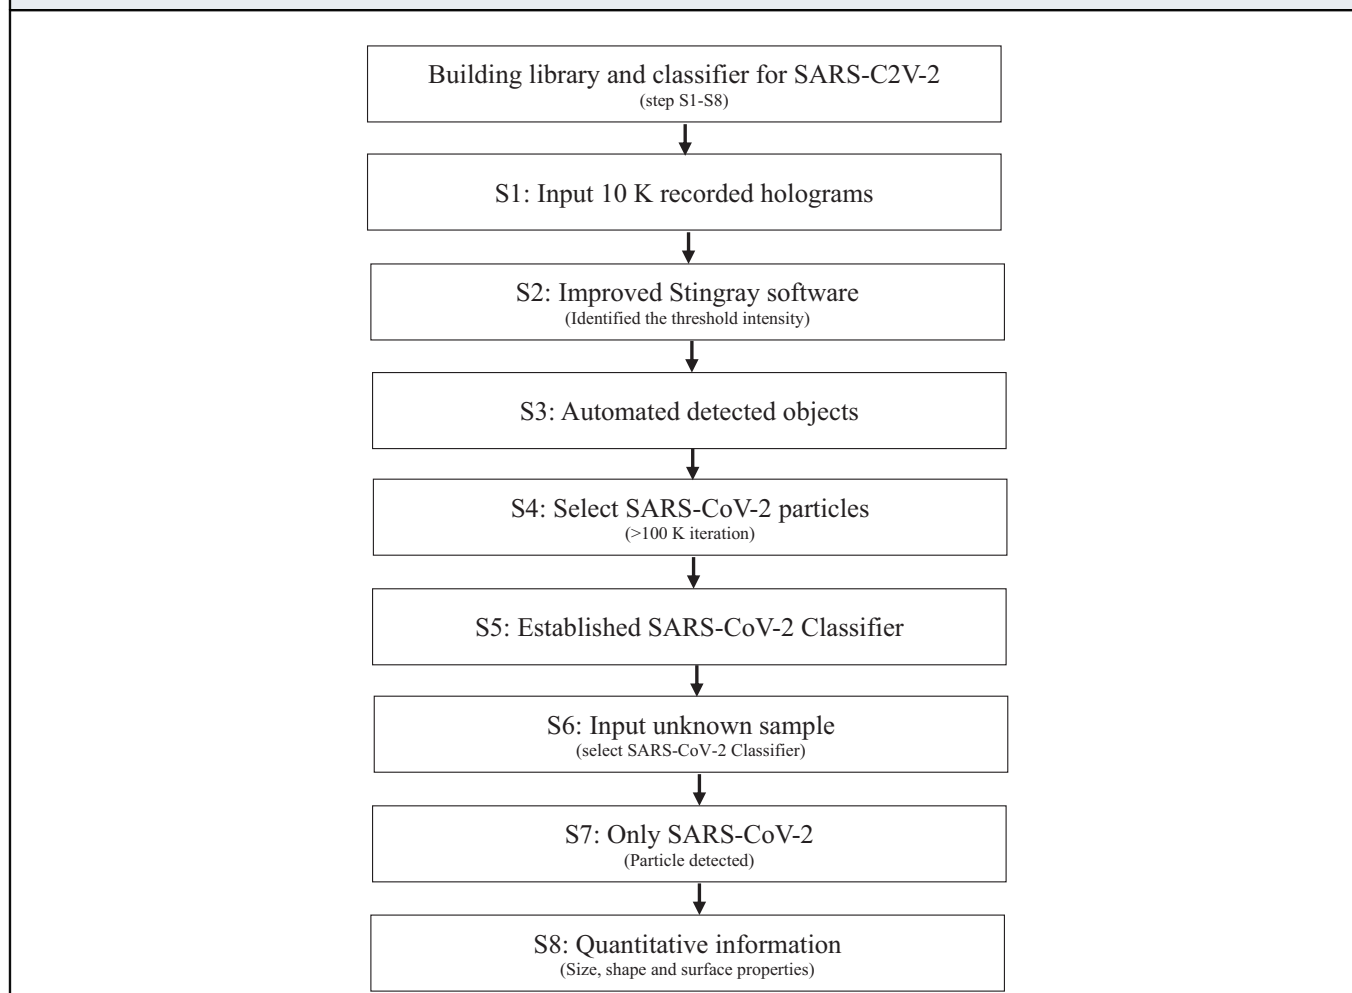 Building library and classifier for SARS-C2V-2
(step S1-S8)
S1: Input 10 K recorded holograms
S2: Improved Stingray software
(Identified the threshold intensity)
S3: Automated detected objects
S4: Select SARS-CoV-2 particles
(>100 K iteration)
S5: Established SARS-CoV-2 Classifier
S6: Input unknown sample
(select SARS-CoV-2 Classifier)
S7: Only SARS-CoV-2
(Particle detected)
S8: Quantitative information
(Size, shape and surface properties)